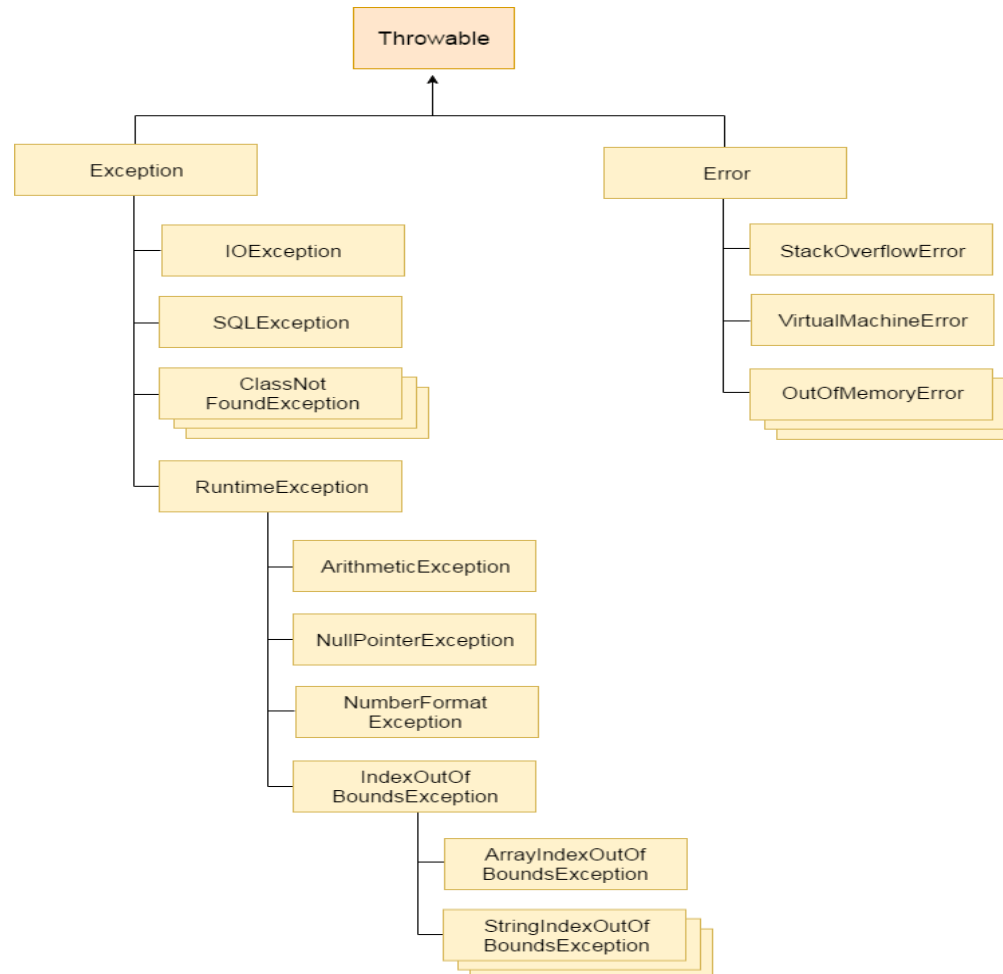 Throwable
Exception
Error
IOException
StackOverflowError
SQLException
VirtualMachineError
ClassNot
FoundException
OutOfMemoryError
RuntimeException
ArithmeticException
NullPointerException
NumberFormat
Exception
IndexOutOf
BoundsException
ArrayIndexOutOf
BoundsException
StringIndexOutOf
BoundsException